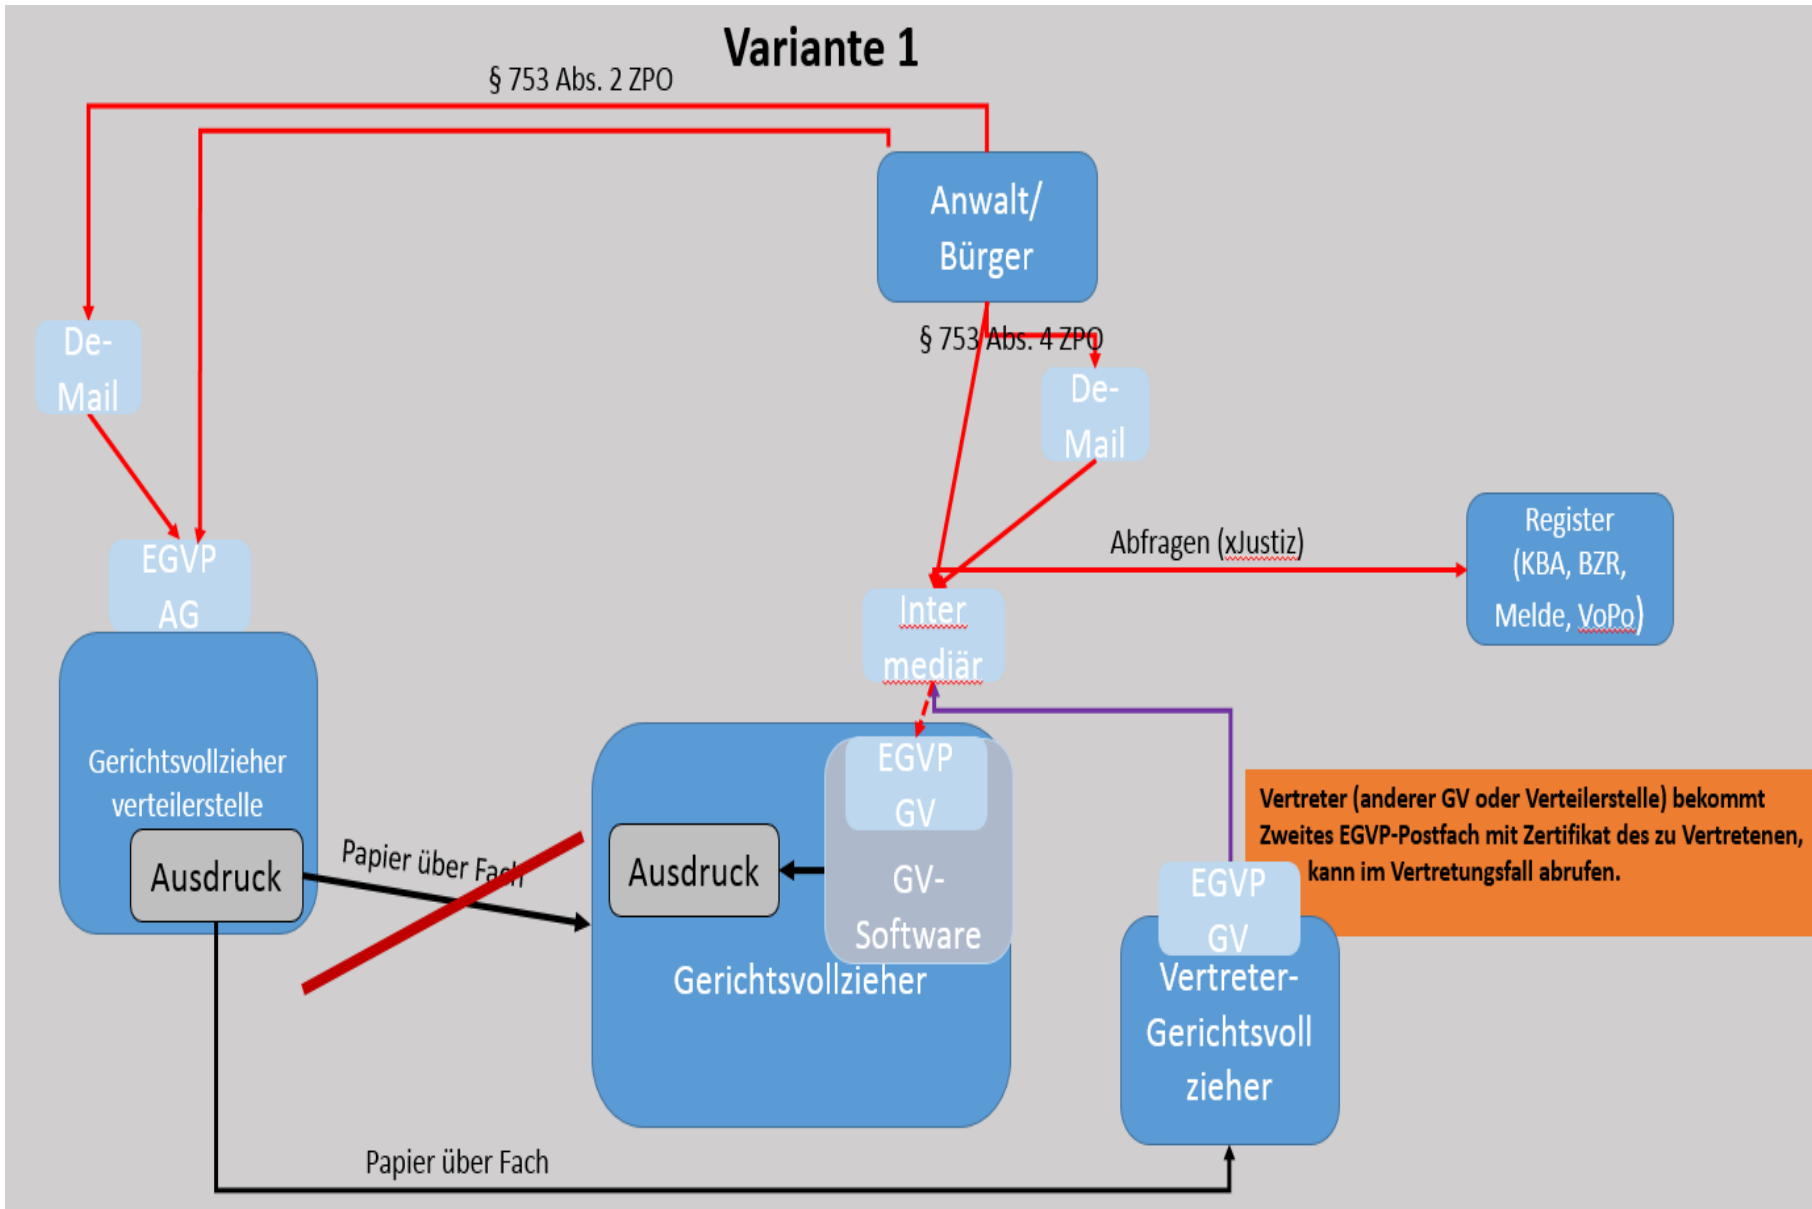 Variante 1
§ 753 Abs. 2 ZPO
Anwalt/
Bürger
§ 753 Abs. 4 ZPO
De-
Mail
De-
Mail
EGVP
AG
Abfragen (xJustiz)
Register
(KBA, BZR,
Melde, VoPo)
Inter
mediär
Gerichtsvollzieher
verteilerstelle
Ausdruck
Papier über Fach
EGVP
GV
Ausdruck
GV-
Software
Gerichtsvollzieher
Vertreter (anderer GV oder Verteilerstelle) bekommt
Zweites EGVP-Postfach mit Zertifikat des zu Vertretenen,
kann im Vertretungsfall abrufen.
EGVP
GV
Vertreter-
Gerichtsvoll
zieher
Papier über Fach